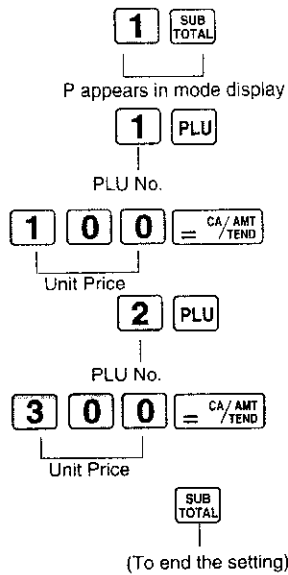 1 SUB TOTAL
P appears in mode display
1 PLU
PLU No.
1 0 0 = CA/AMT/TEND
Unit Price
2 PLU
PLU No.
3 0 0 = CA/AMT/TEND
Unit Price
SUB TOTAL
(To end the setting)